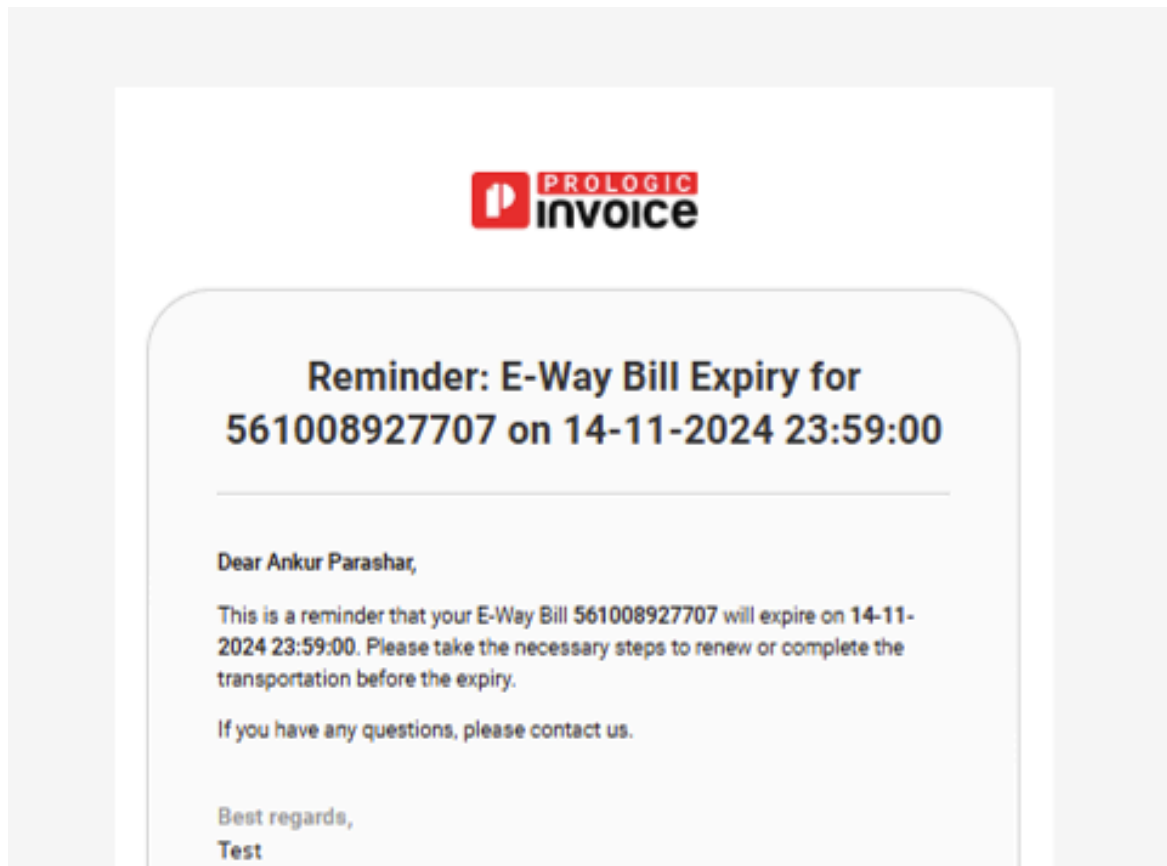 PROLOGIC
invoice
Reminder: E-Way Bill Expiry for
561008927707 on 14-11-2024 23:59:00
Dear Ankur Parashar,
This is a reminder that your E-Way Bill 561008927707 will expire on 14-11-
2024 23:59:00. Please take the necessary steps to renew or complete the
transportation before the expiry.
If you have any questions, please contact us.
Best regards,
Test